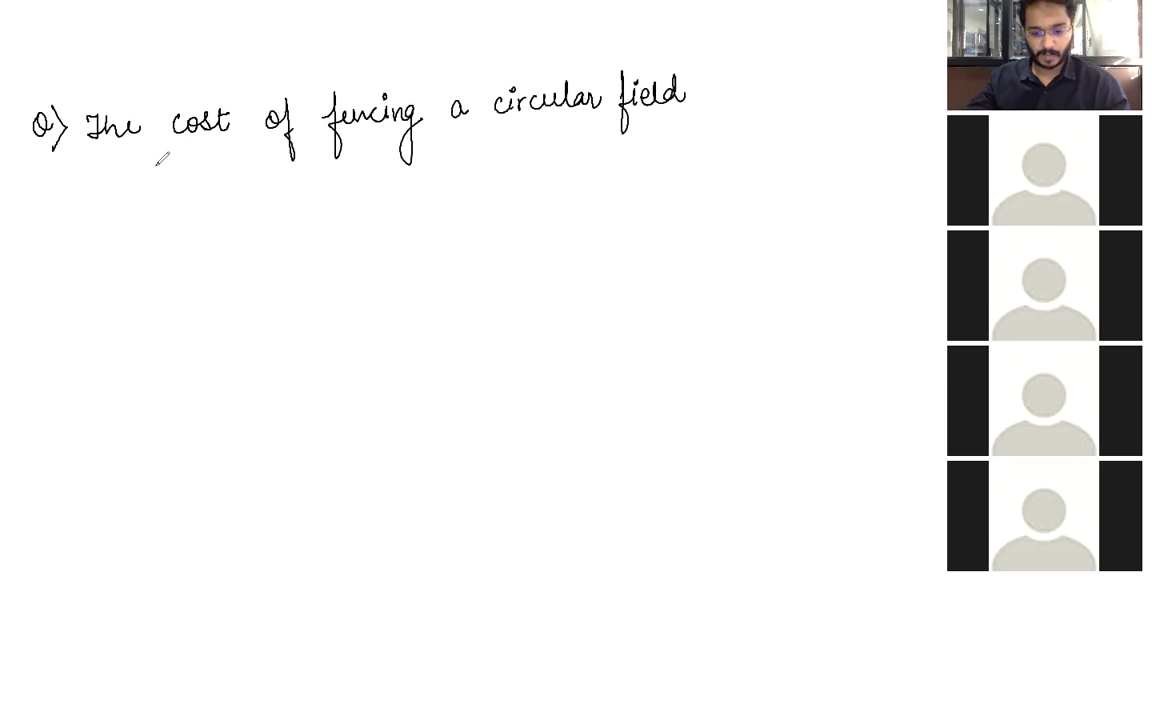 Q) The cost of fencing a circular field